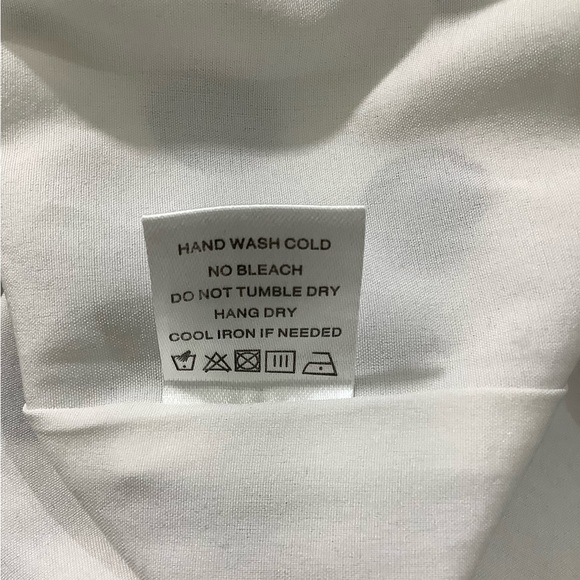 HAND WASH COLD
NO BLEACH
DO NOT TUMBLE DRY
HANG DRY
COOL IRON IF NEEDED